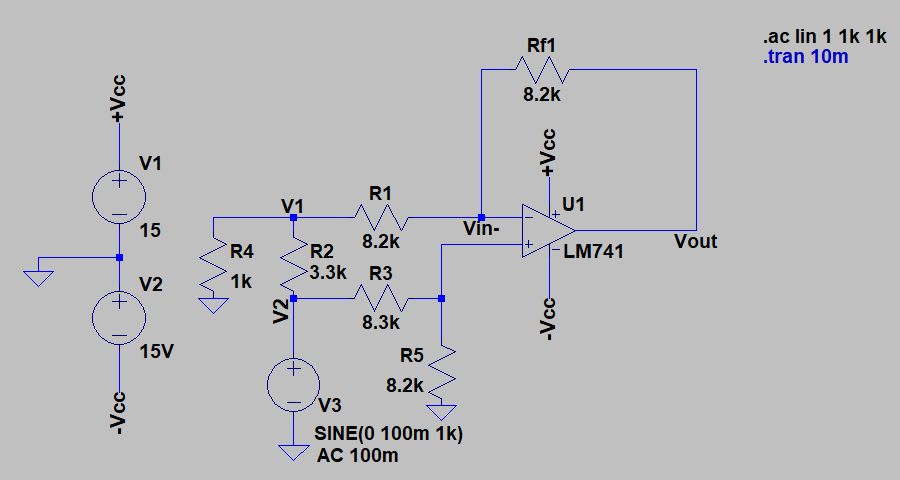 .ac lin 1 1k 1k
.tran 10m
Rf1
8.2k
+Vcc
V1
15
V2
15V
-Vcc
+Vcc
U1
LM741
-Vcc
Vin-
Vout
V1
R1
8.2k
R4
1k
R2
3.3k
R3
8.3k
V2
R5
8.2k
V3
SINE(0 100m 1k)
AC 100m